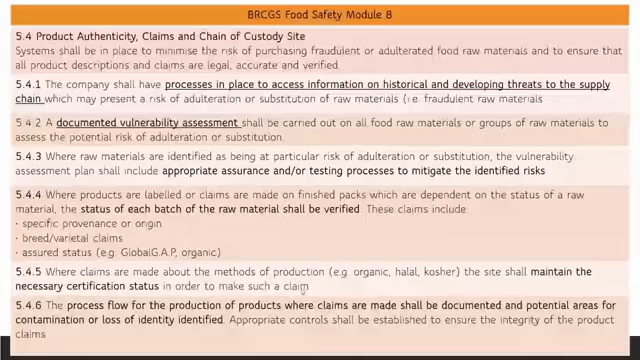 BRCGS Food Safety Module 8
5.4 Product Authenticity, Claims and Chain of Custody Site
Systems shall be in place to minimise the risk of purchasing fraudulent or adulterated food raw materials and to ensure that
all product descriptions and claims are legal, accurate and verified.
5.4.1 The company shall have processes in place to access information on historical and developing threats to the supply
chain which may present a risk of adulteration or substitution of raw materials (i.e. fraudulent raw materials
5.4.2 A documented vulnerability assessment shall be carried out on all food raw materials or groups of raw materials to
assess the potential risk of adulteration or substitution.
5.4.3 Where raw materials are identified as being at particular risk of adulteration or substitution, the vulnerability
assessment plan shall include appropriate assurance and/or testing processes to mitigate the identified risks
5.4.4 Where products are labelled or claims are made on finished packs which are dependent on the status of a raw
material, the status of each batch of the raw material shall be verified. These claims include
• specific provenance or origin
• breed/varietal claims
• assured status (e.g. GlobalG.A.P, organic)
5.4.5 Where claims are made about the methods of production (e.g. organic, halal, kosher) the site shall maintain the
necessary certification status in order to make such a claim
5.4.6 The process flow for the production of products where claims are made shall be documented and potential areas for
contamination or loss of identity identified. Appropriate controls shall be established to ensure the integrity of the product
claims